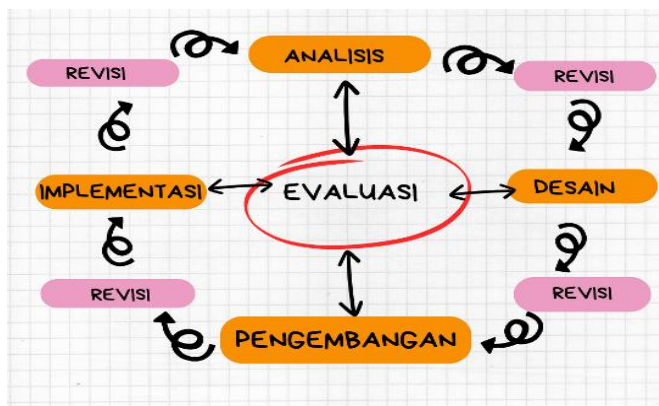 ANALISIS
REVISI
REVISI
IMPLEMENTASI
EVALUASI
DESAIN
REVISI
REVISI
PENGEMBANGAN